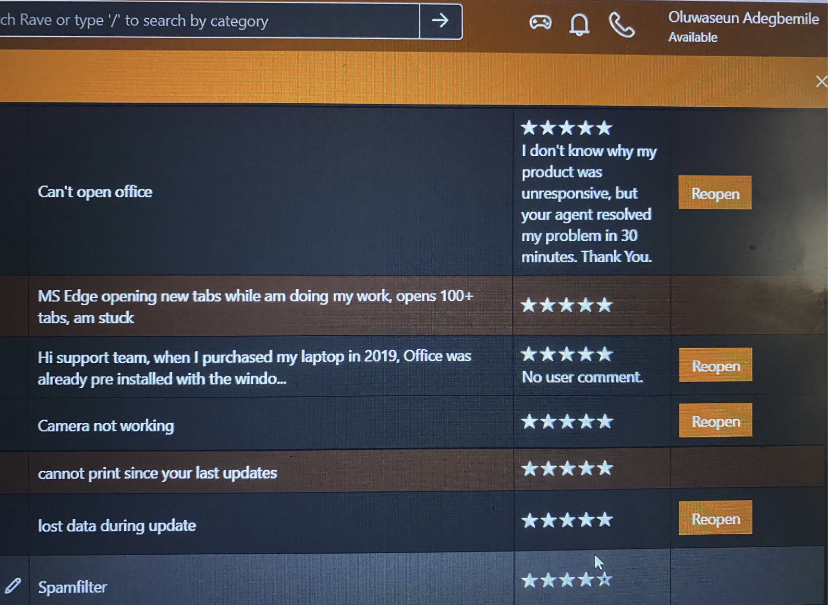 ch Rave or type '/' to search by category
Oluwaseun Adegbemile
Available
Can't open office
I don't know why my
product was
unresponsive, but
your agent resolved
my problem in 30
minutes. Thank You.
Reopen
MS Edge opening new tabs while am doing my work, opens 100+
tabs, am stuck
Hi support team, when I purchased my laptop in 2019, Office was
already pre installed with the windo...
No user comment.
Reopen
Camera not working
Reopen
cannot print since your last updates
lost data during update
Reopen
Spamfilter